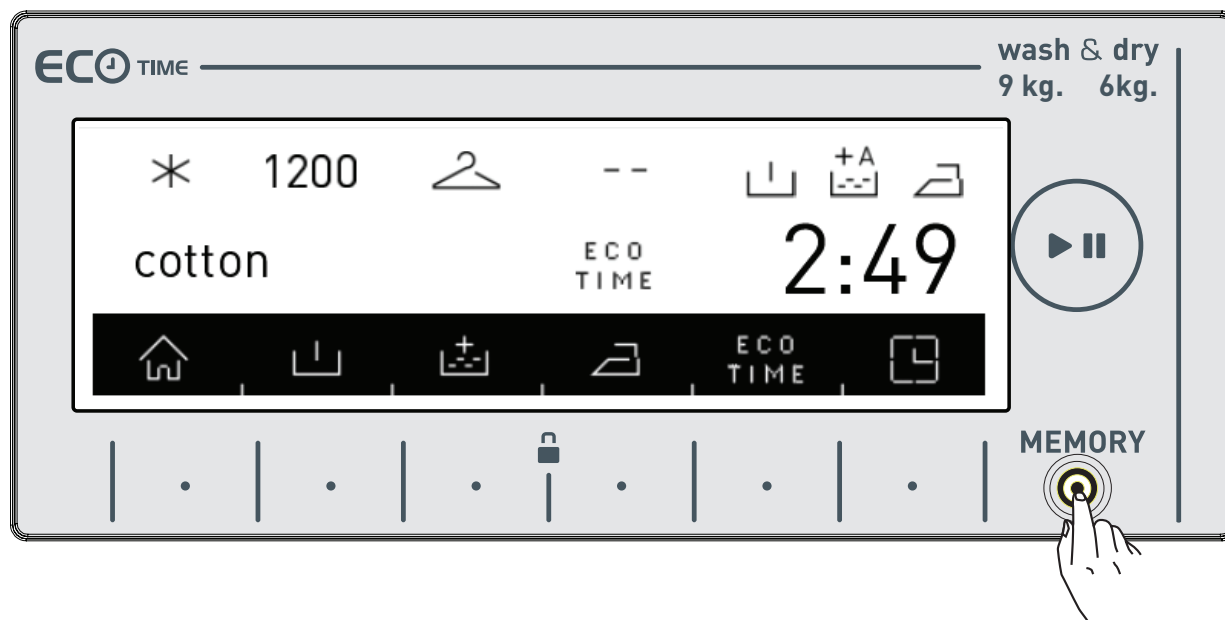 ECO TIME
wash & dry
9 kg. 6kg.
1200 -- +A
cotton
ECO
TIME
2:49
ECO
TIME
MEMORY